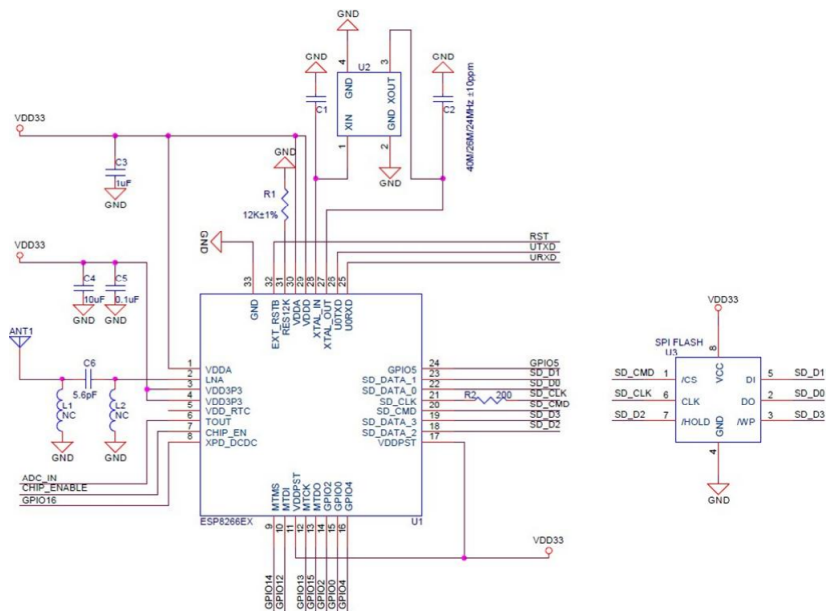 GND
GND
4
3
GND
U2
GND
XOUT
C1
C2
XIN
GND
1
2
40M/26M/24MHz ±10ppm
GND
VDD33
C3
1uF
GND
GND
R1
12K±1%
GND
VDD33
C4
10uF
GND
C5
0.1uF
GND
RST
UTXD
URXD
33
32
31
30
29
28
27
26
25
GND
EXT_RSTB
RES12K
VDDA
VDDD
XTAL_IN
XTAL_OUT
U0TXD
U0RXD
ANT1
C6
5.6pF
L1
NC
L2
NC
GND
GND
1 VDDA
2 LNA
3 VDD3P3
4 VDD3P3
5 VDD_RTC
6 TOUT
7 CHIP_EN
8 XPD_DCDC
GPIO5 24 GPIO5
SD_DATA_1 23 SD_D1
SD_DATA_0 22 SD_D0
SD_CLK 21 R2 200 SD_CLK
SD_CMD 20 SD_CMD
SD_DATA_3 19 SD_D3
SD_DATA_2 18 SD_D2
VDDPST 17
ADC_IN
CHIP_ENABLE
GPIO16
ESP8266EX
U1
MTMS
MTDI
VDDPST
MTCK
MTDO
GPIO2
GPIO0
GPIO4
9
10
11
12
13
14
15
16
GPIO14
GPIO12
GPIO13
GPIO15
GPIO2
GPIO0
GPIO4
VDD33
VDD33
SPI FLASH
U3
8
VCC
SD_CMD 1 /CS
DI 5 SD_D1
SD_CLK 6 CLK
DO 2 SD_D0
SD_D2 7 /HOLD
/WP 3 SD_D3
GND
4
GND